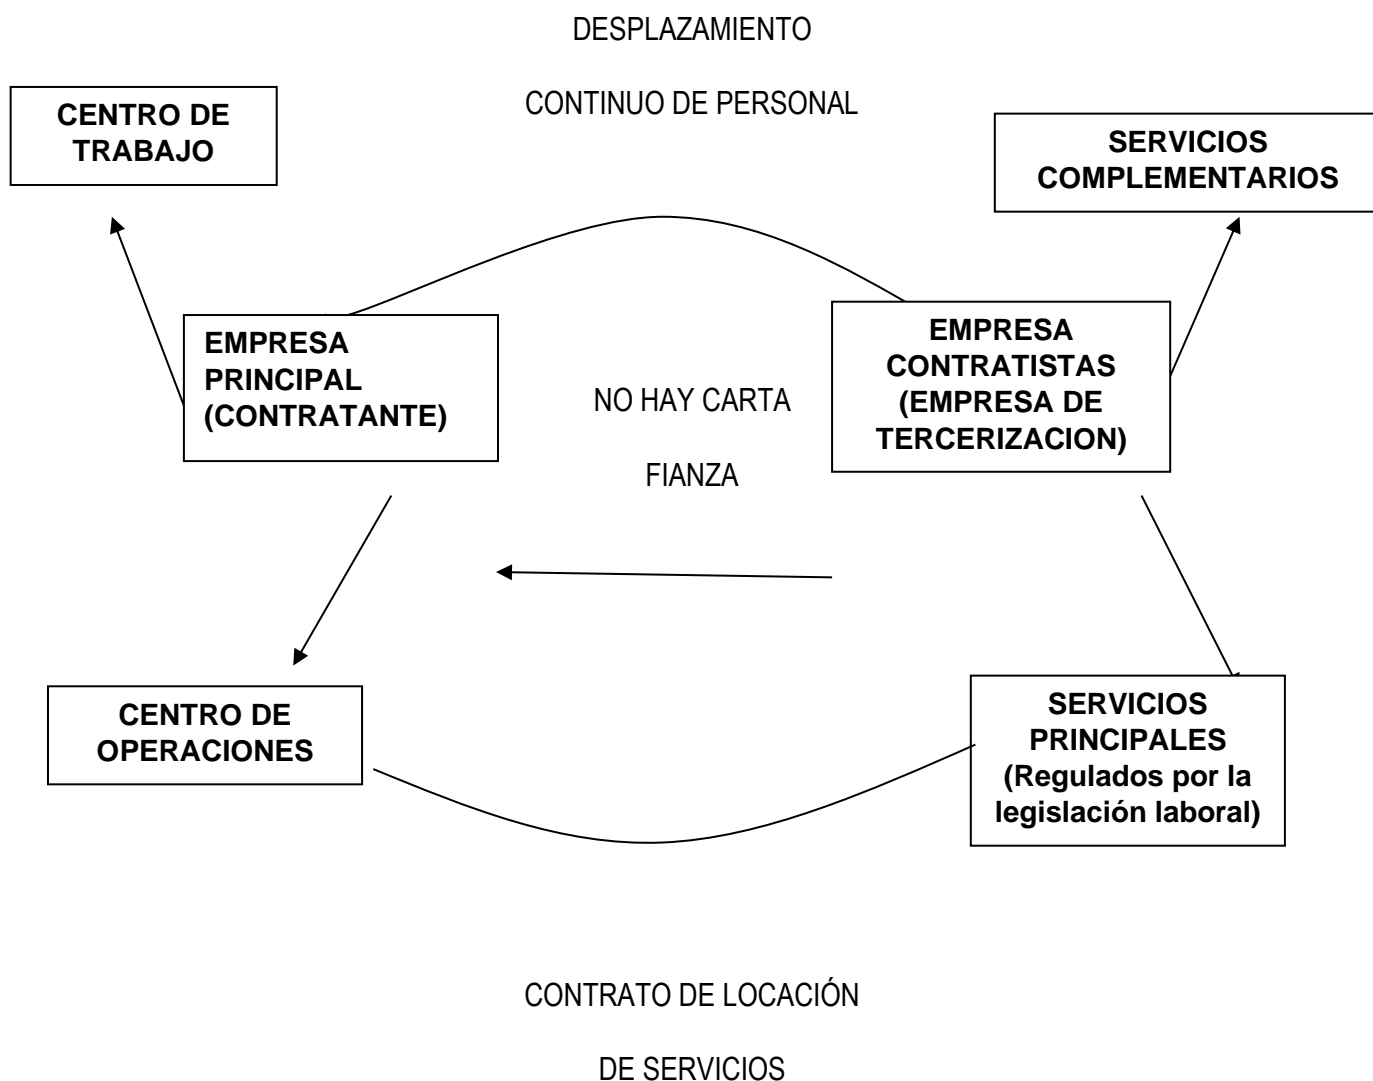 DESPLAZAMIENTO
CONTINUO DE PERSONAL
CENTRO DE
TRABAJO
SERVICIOS
COMPLEMENTARIOS
EMPRESA
PRINCIPAL
(CONTRATANTE)
NO HAY CARTA
FIANZA
EMPRESA
CONTRATISTAS
(EMPRESA DE
TERCERIZACION)
CENTRO DE
OPERACIONES
SERVICIOS
PRINCIPALES
(Regulados por la
legislación laboral)
CONTRATO DE LOCACIÓN
DE SERVICIOS